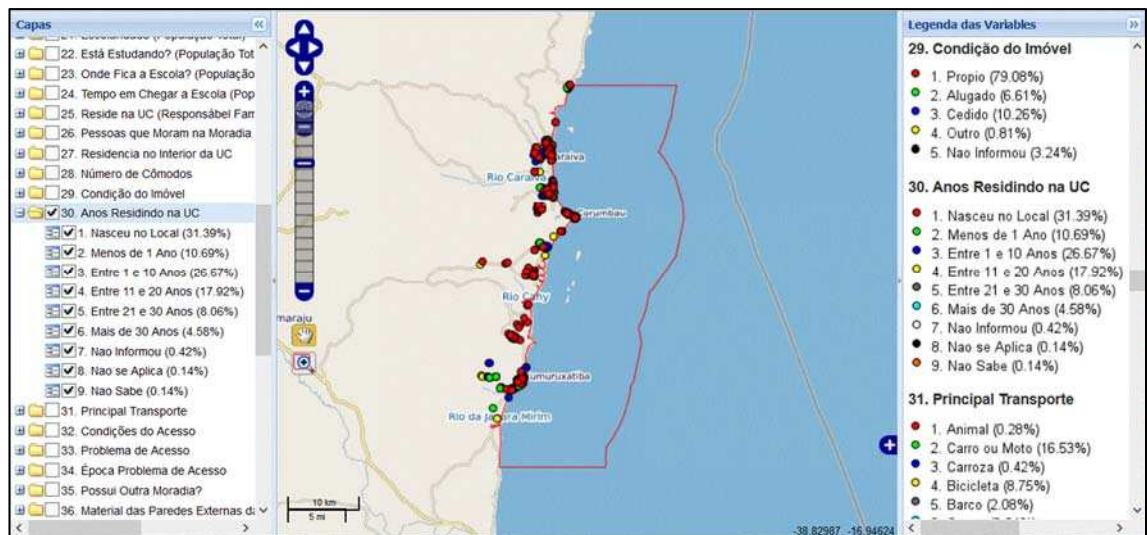 Capas
22. Está Estudando? (População Tot
23. Onde Fica a Escola? (População
24. Tempo em Chegar a Escola (Pop
25. Reside na UC (Responsábel Fam
26. Pessoas que Moram na Moradia
27. Residencia no Interior da UC
28. Número de Cômodos
29. Condição do Imóvel
30. Anos Residindo na UC
1. Nasceu no Local (31.39%)
2. Menos de 1 Ano (10.69%)
3. Entre 1 e 10 Anos (26.67%)
4. Entre 11 e 20 Anos (17.92%)
5. Entre 21 e 30 Anos (8.06%)
6. Mais de 30 Anos (4.58%)
7. Nao Informou (0.42%)
8. Nao se Aplica (0.14%)
9. Nao Sabe (0.14%)
31. Principal Transporte
32. Condições do Acesso
33. Problema de Acesso
34. Época Problema de Acesso
35. Possui Outra Moradia?
36. Material das Paredes Externas da
araiva
Rio Caraíva
Corumbau
Rio Cahy
maraju
umuruxatiba
Rio da Mirim
10 km
5 mi
-38.82987 -16.94624
Legenda das Variables
29. Condição do Imóvel
1. Propio (79.08%)
2. Alugado (6.61%)
3. Cedido (10.26%)
4. Outro (0.81%)
5. Nao Informou (3.24%)
30. Anos Residindo na UC
1. Nasceu no Local (31.39%)
2. Menos de 1 Ano (10.69%)
3. Entre 1 e 10 Anos (26.67%)
4. Entre 11 e 20 Anos (17.92%)
5. Entre 21 e 30 Anos (8.06%)
6. Mais de 30 Anos (4.58%)
7. Nao Informou (0.42%)
8. Nao se Aplica (0.14%)
9. Nao Sabe (0.14%)
31. Principal Transporte
1. Animal (0.28%)
2. Carro ou Moto (16.53%)
3. Carroza (0.42%)
4. Bicicleta (8.75%)
5. Barco (2.08%)